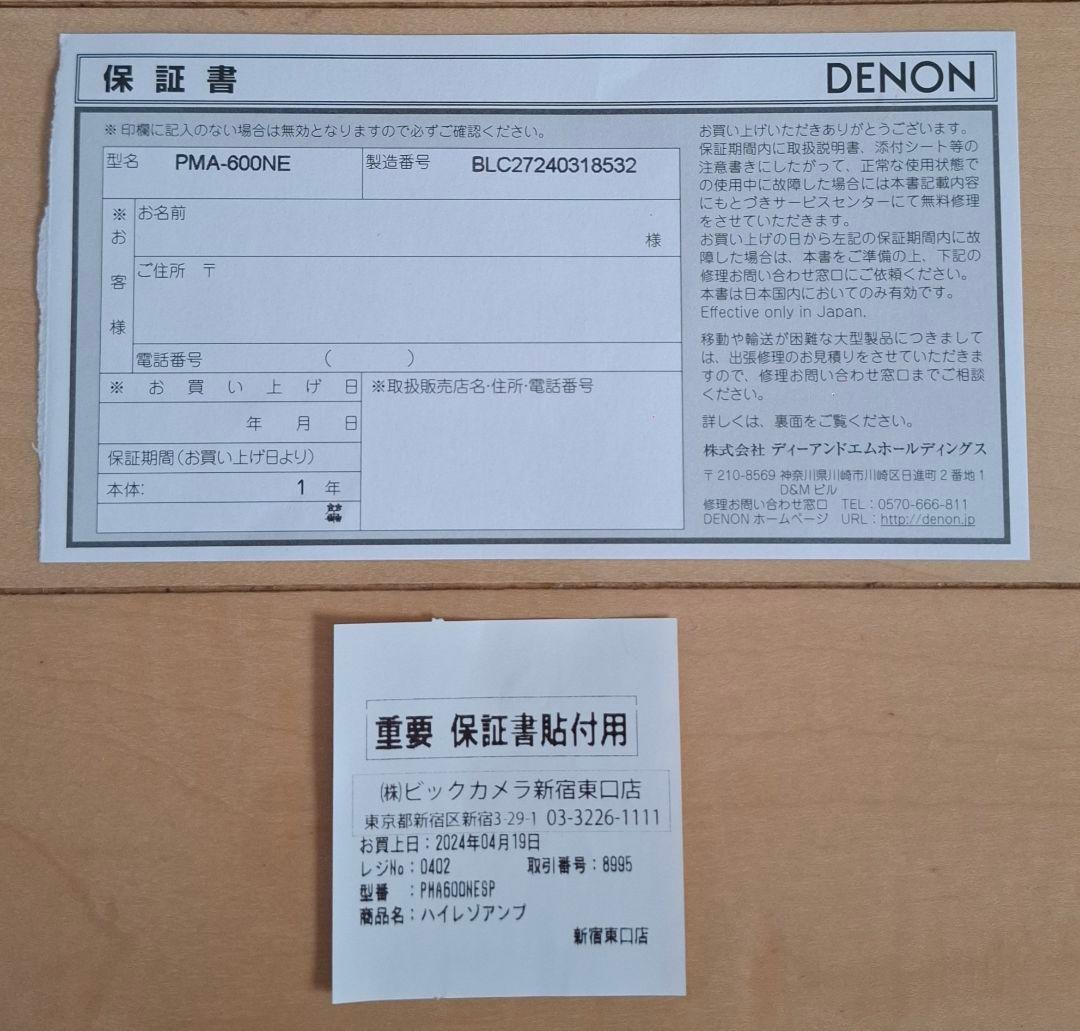 保証書
DENON
※印欄に記入のない場合は無効となりますので必ずご確認ください。
型名 PMA-600NE
製造番号 BLC27240318532
※お客様
お名前
様
ご住所 〒
電話番号 ( )
※お買い上げ日
年 月 日
保証期間(お買い上げ日より)
本体: 1 年
※取扱販売店名・住所・電話番号
お買い上げいただきありがとうございます。
保証期間内に取扱説明書、添付シート等の
注意書きにしたがって、正常な使用状態で
の使用中に故障した場合には本書記載内容
にもとづきサービスセンターにて無料修理
をさせていただきます。
お買い上げの日から左記の保証期間内に故
障した場合は、本書をご準備の上、下記の
修理お問い合わせ窓口にご依頼ください。
本書は日本国内においてのみ有効です。
Effective only in Japan.
移動や輸送が困難な大型製品につきまして
は、出張修理のお見積りをさせていただきま
すので、修理お問い合わせ窓口までご相談
ください。
詳しくは、裏面をご覧ください。
株式会社 ディーアンドエムホールディングス
〒210-8569 神奈川県川崎市川崎区日進町2番地1
D&Mビル
修理お問い合わせ窓口 TEL:0570-666-811
DENONホームページ URL:http://denon.jp
重要 保証書貼付用
㈱ビックカメラ新宿東口店
東京都新宿区新宿3-29-1 03-3226-1111
お買上日:2024年04月19日
レジNo:0402 取引番号:8995
型番 :PMA600NESP
商品名:ハイレゾアンプ
新宿東口店